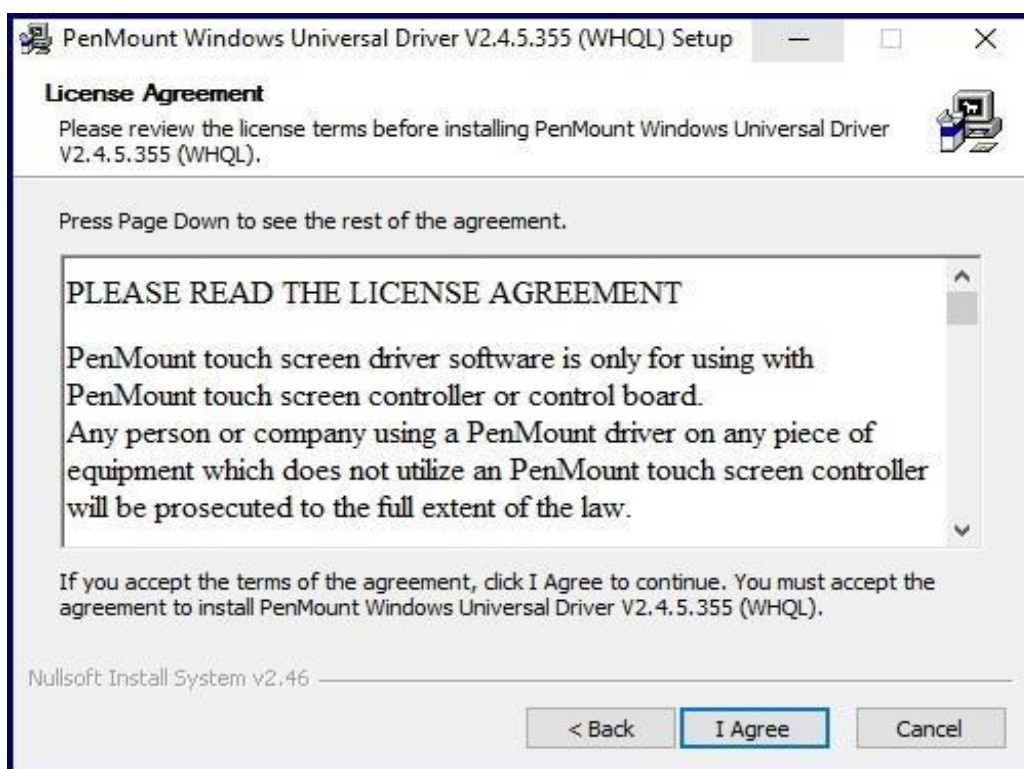 PenMount Windows Universal Driver V2.4.5.355 (WHQL) Setup
License Agreement
Please review the license terms before installing PenMount Windows Universal Driver
V2.4.5.355 (WHQL).
Press Page Down to see the rest of the agreement.
PLEASE READ THE LICENSE AGREEMENT
PenMount touch screen driver software is only for using with
PenMount touch screen controller or control board.
Any person or company using a PenMount driver on any piece of
equipment which does not utilize an PenMount touch screen controller
will be prosecuted to the full extent of the law.
If you accept the terms of the agreement, click I Agree to continue. You must accept the
agreement to install PenMount Windows Universal Driver V2.4.5.355 (WHQL).
Nullsoft Install System v2.46
< Back I Agree Cancel